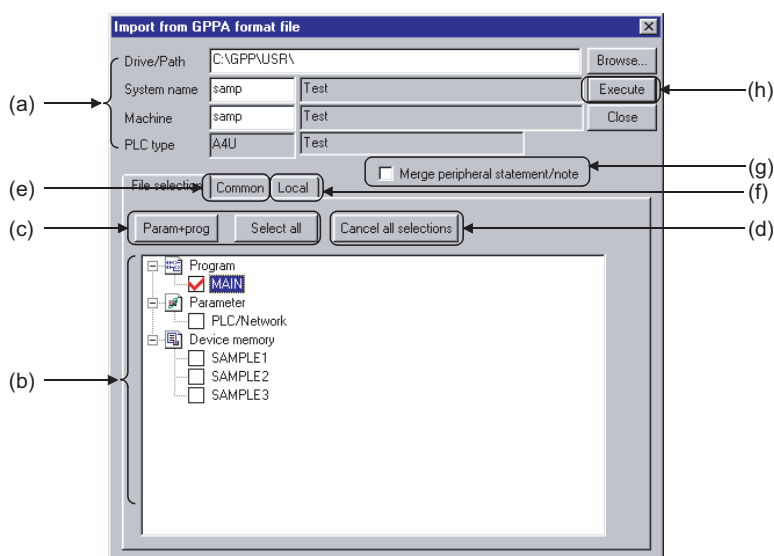 Import from GPPA format file
Drive/Path C:\GPP\USR\ Browse...
(a) System name samp Test Execute (h)
Machine samp Test Close
PLC type A4U Test
(e) File selection Common Local Merge peripheral statement/note (g)
(f)
(c) Param+prog Select all Cancel all selections (d)
Program
MAIN
Parameter
PLC/Network
Device memory
SAMPLE1
(b) SAMPLE2
SAMPLE3